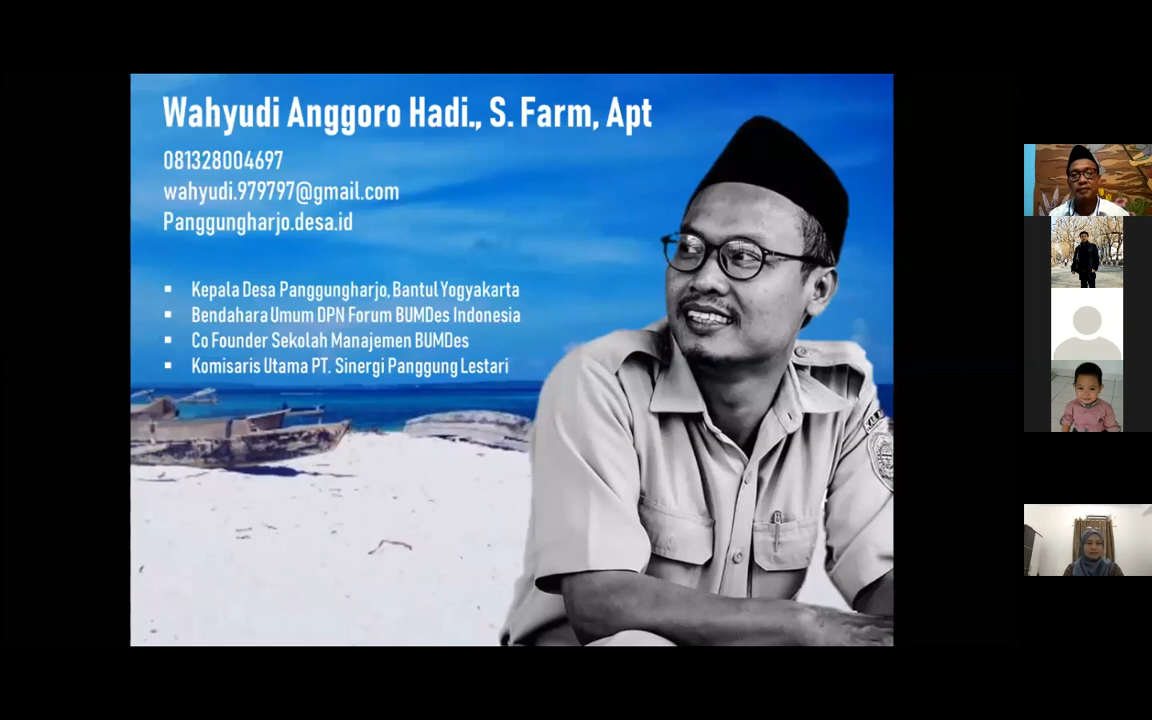 Wahyudi Anggoro Hadi., S. Farm, Apt
081328004697
wahyudi.979797@gmail.com
Panggungharjo.desa.id
▪ Kepala Desa Panggungharjo, Bantul Yogyakarta
▪ Bendahara Umum DPN Forum BUMDes Indonesia
▪ Co Founder Sekolah Manajemen BUMDes
▪ Komisaris Utama PT. Sinergi Panggung Lestari